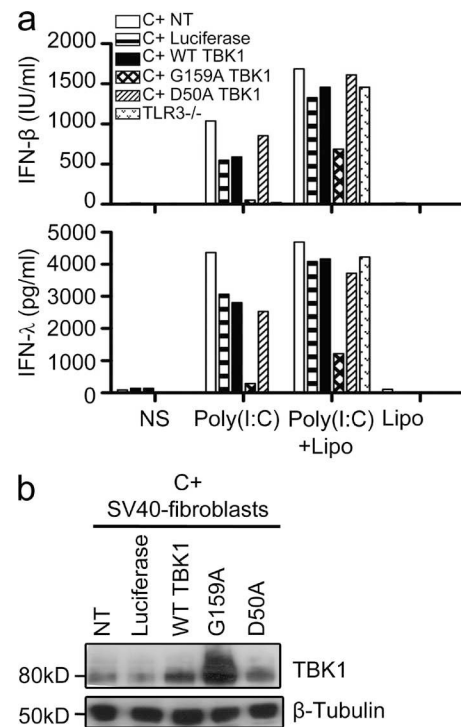 a
C+ NT
C+ Luciferase
C+ WT TBK1
C+ G159A TBK1
C+ D50A TBK1
TLR3-/-
IFN-β (IU/ml)
2000
1500
1000
500
0
IFN-λ (pg/ml)
5000
4000
3000
2000
1000
0
NS Poly(I:C) Poly(I:C) Lipo
+Lipo
b
C+
SV40-fibroblasts
NT Luciferase WT TBK1 G159A D50A
80kD TBK1
50kD β-Tubulin